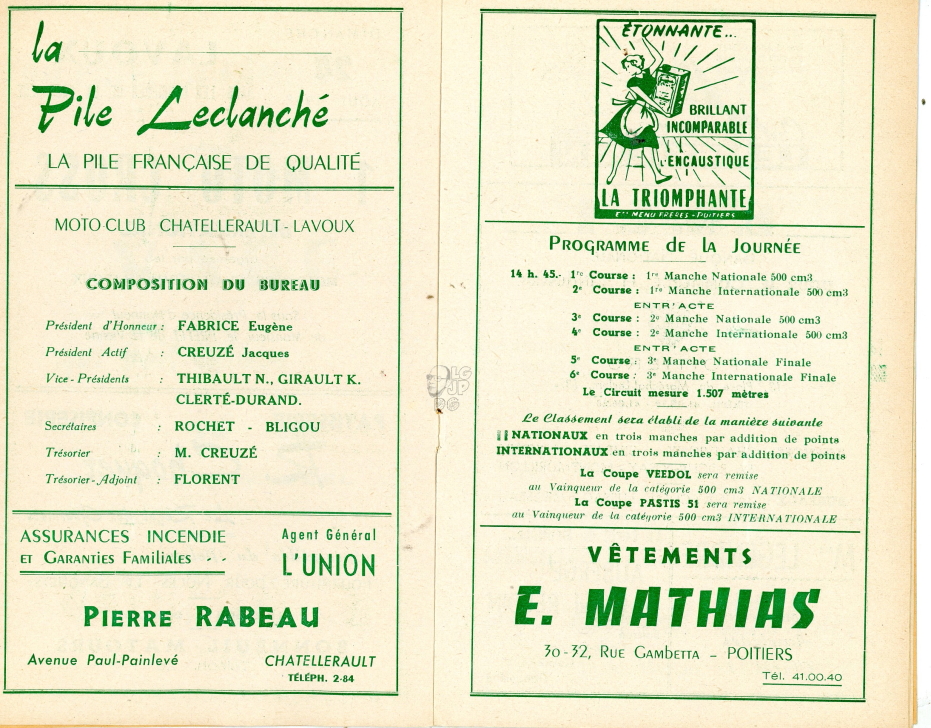 la
Pile Leclanché
LA PILE FRANÇAISE DE QUALITÉ
MOTO-CLUB CHATELLERAULT - LAVOUX
COMPOSITION DU BUREAU
Président d'Honneur : FABRICE Eugène
Président Actif : CREUZÉ Jacques
Vice-Présidents : THIBAULT N., GIRAULT K.
CLERTÉ-DURAND.
Secrétaires : ROCHET - BLIGOU
Trésorier : M. CREUZÉ
Trésorier-Adjoint : FLORENT
ASSURANCES INCENDIE
ET GARANTIES FAMILIALES - -
Agent Général
L'UNION
PIERRE RABEAU
Avenue Paul-Painlevé CHATELLERAULT
TÉLÉPH. 2-84
LG
JP
PG
ÉTONNANTE...
BRILLANT
INCOMPARABLE
L'ENCAUSTIQUE
LA TRIOMPHANTE
Ets MENU FRÈRES - POITIERS
PROGRAMME DE LA JOURNÉE
14 h. 45.- 1re Course : 1re Manche Nationale 500 cm3
2e Course : 1re Manche Internationale 500 cm3
ENTR'ACTE
3e Course : 2e Manche Nationale 500 cm3
4e Course : 2e Manche Internationale 500 cm3
ENTR'ACTE
5e Course : 3e Manche Nationale Finale
6e Course : 3e Manche Internationale Finale
Le Circuit mesure 1.507 mètres
Le Classement sera établi de la manière suivante
NATIONAUX en trois manches par addition de points
INTERNATIONAUX en trois manches par addition de points
La Coupe VEEDOL sera remise
au Vainqueur de la catégorie 500 cm3 NATIONALE
La Coupe PASTIS 51 sera remise
au Vainqueur de la catégorie 500 cm3 INTERNATIONALE
VÊTEMENTS
E. MATHIAS
30-32, RUE GAMBETTA - POITIERS
Tél. 41.00.40